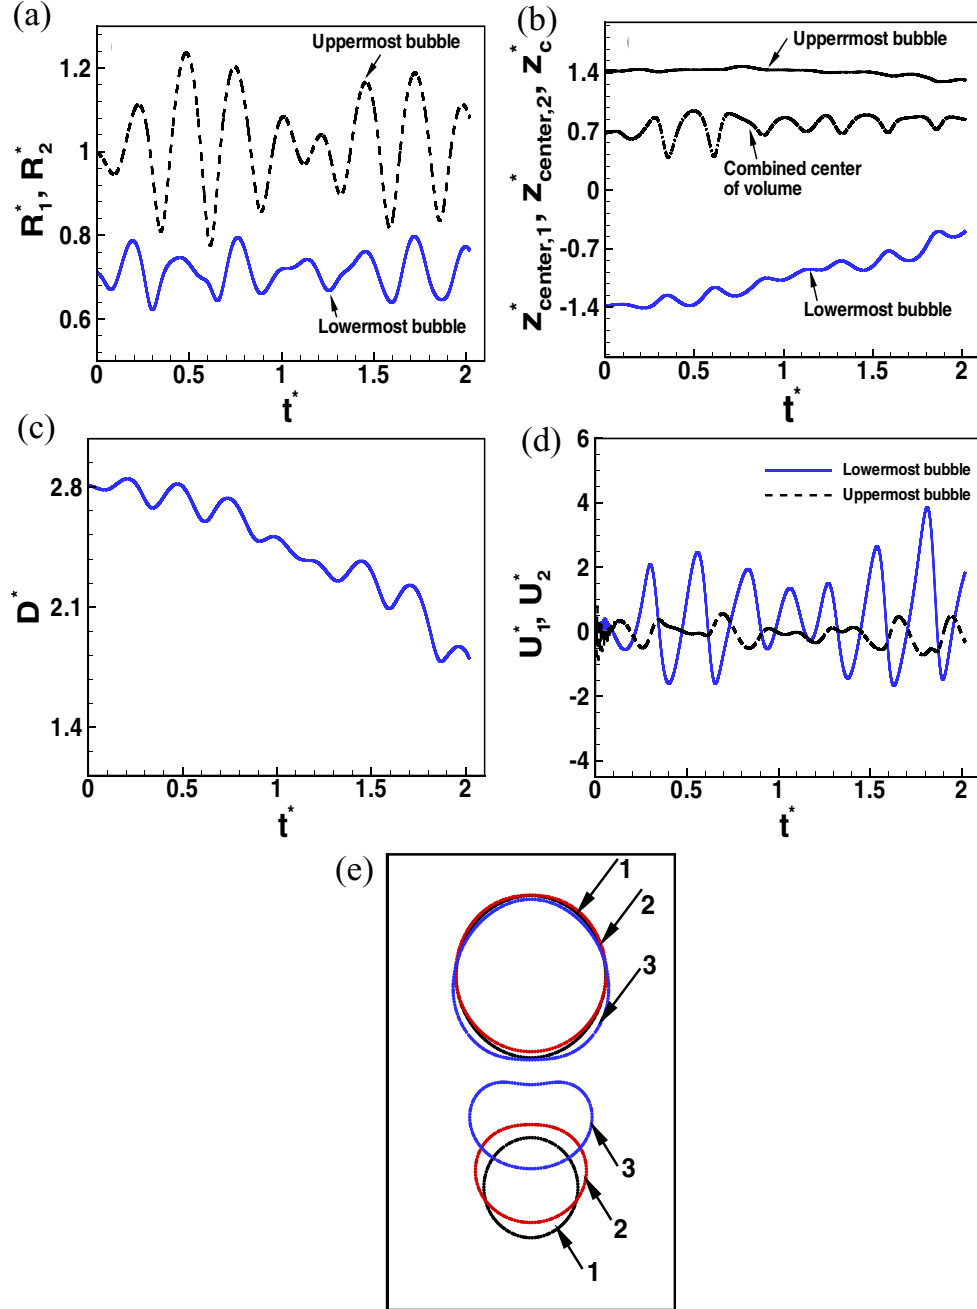 (a)
R*1, R*2
1.2
1
0.8
0.6
Uppermost bubble
Lowermost bubble
0
0.5
1
1.5
2
t*
(b)
Z*center,1, Z*center,2, Z*c
1.4
0.7
0
-0.7
-1.4
Upperrmost bubble
Combined center
of volume
Lowermost bubble
0
0.5
1
1.5
2
t*
(c)
D*
2.8
2.1
1.4
0
0.5
1
1.5
2
t*
(d)
U*1, U*2
6
4
2
0
-2
-4
Lowermost bubble
Uppermost bubble
0
0.5
1
1.5
2
t*
(e)
1
2
3
3
2
1